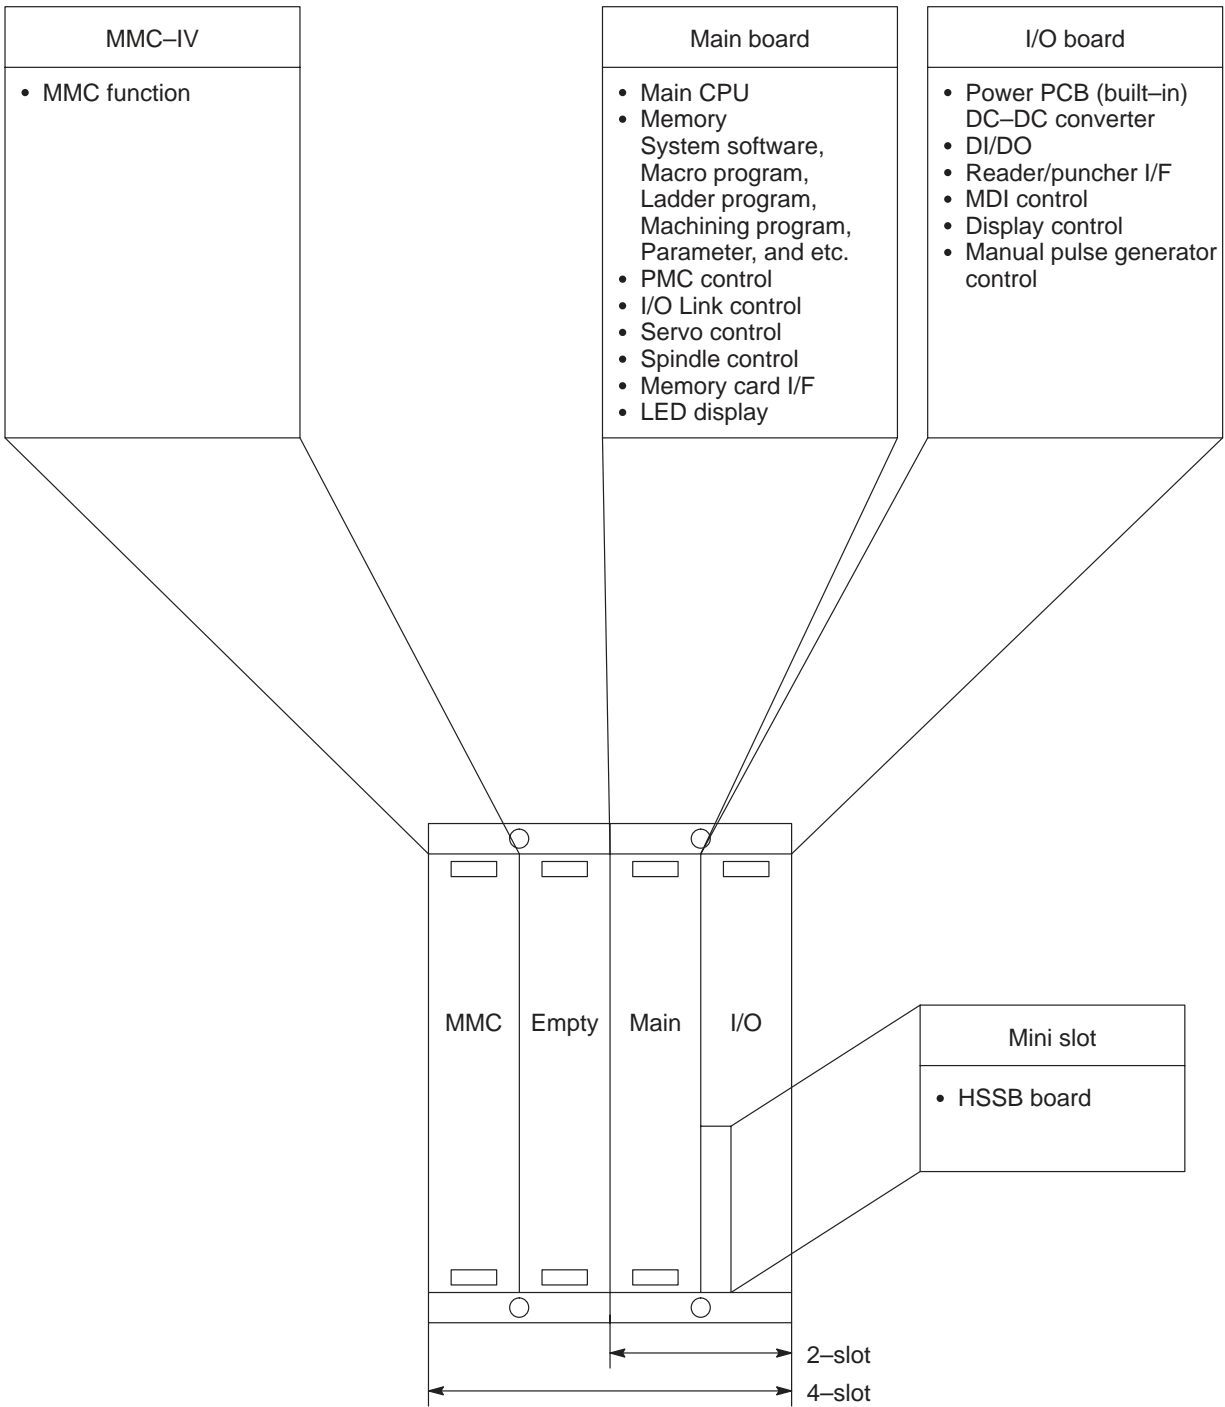 MMC–IV
• MMC function
Main board
• Main CPU
• Memory
System software,
Macro program,
Ladder program,
Machining program,
Parameter, and etc.
• PMC control
• I/O Link control
• Servo control
• Spindle control
• Memory card I/F
• LED display
I/O board
• Power PCB (built–in)
DC–DC converter
• DI/DO
• Reader/puncher I/F
• MDI control
• Display control
• Manual pulse generator
control
MMC
Empty
Main
I/O
Mini slot
• HSSB board
2–slot
4–slot